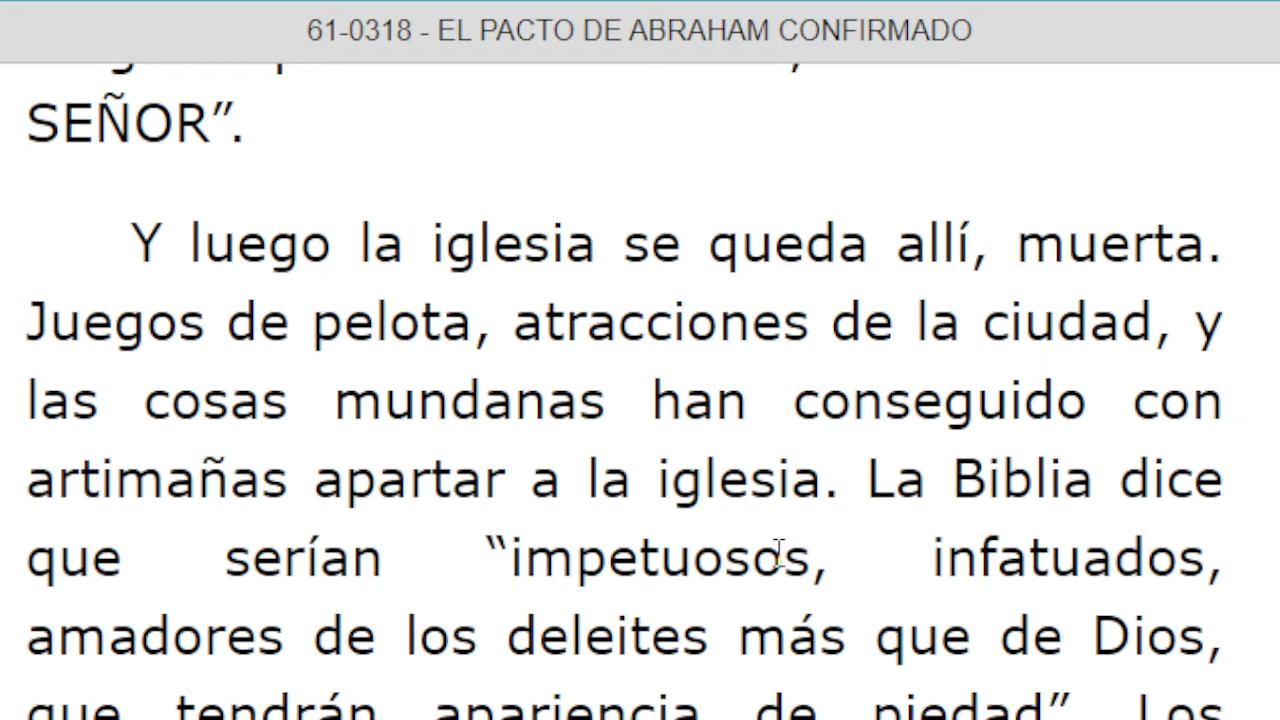 61-0318 - EL PACTO DE ABRAHAM CONFIRMADO
SEÑOR”.
Y luego la iglesia se queda allí, muerta.
Juegos de pelota, atracciones de la ciudad, y
las cosas mundanas han conseguido con
artimañas apartar a la iglesia. La Biblia dice
que serían “impetuosos, infatuados,
amadores de los deleites más que de Dios,
que tendrán apariencia de piedad”. Los